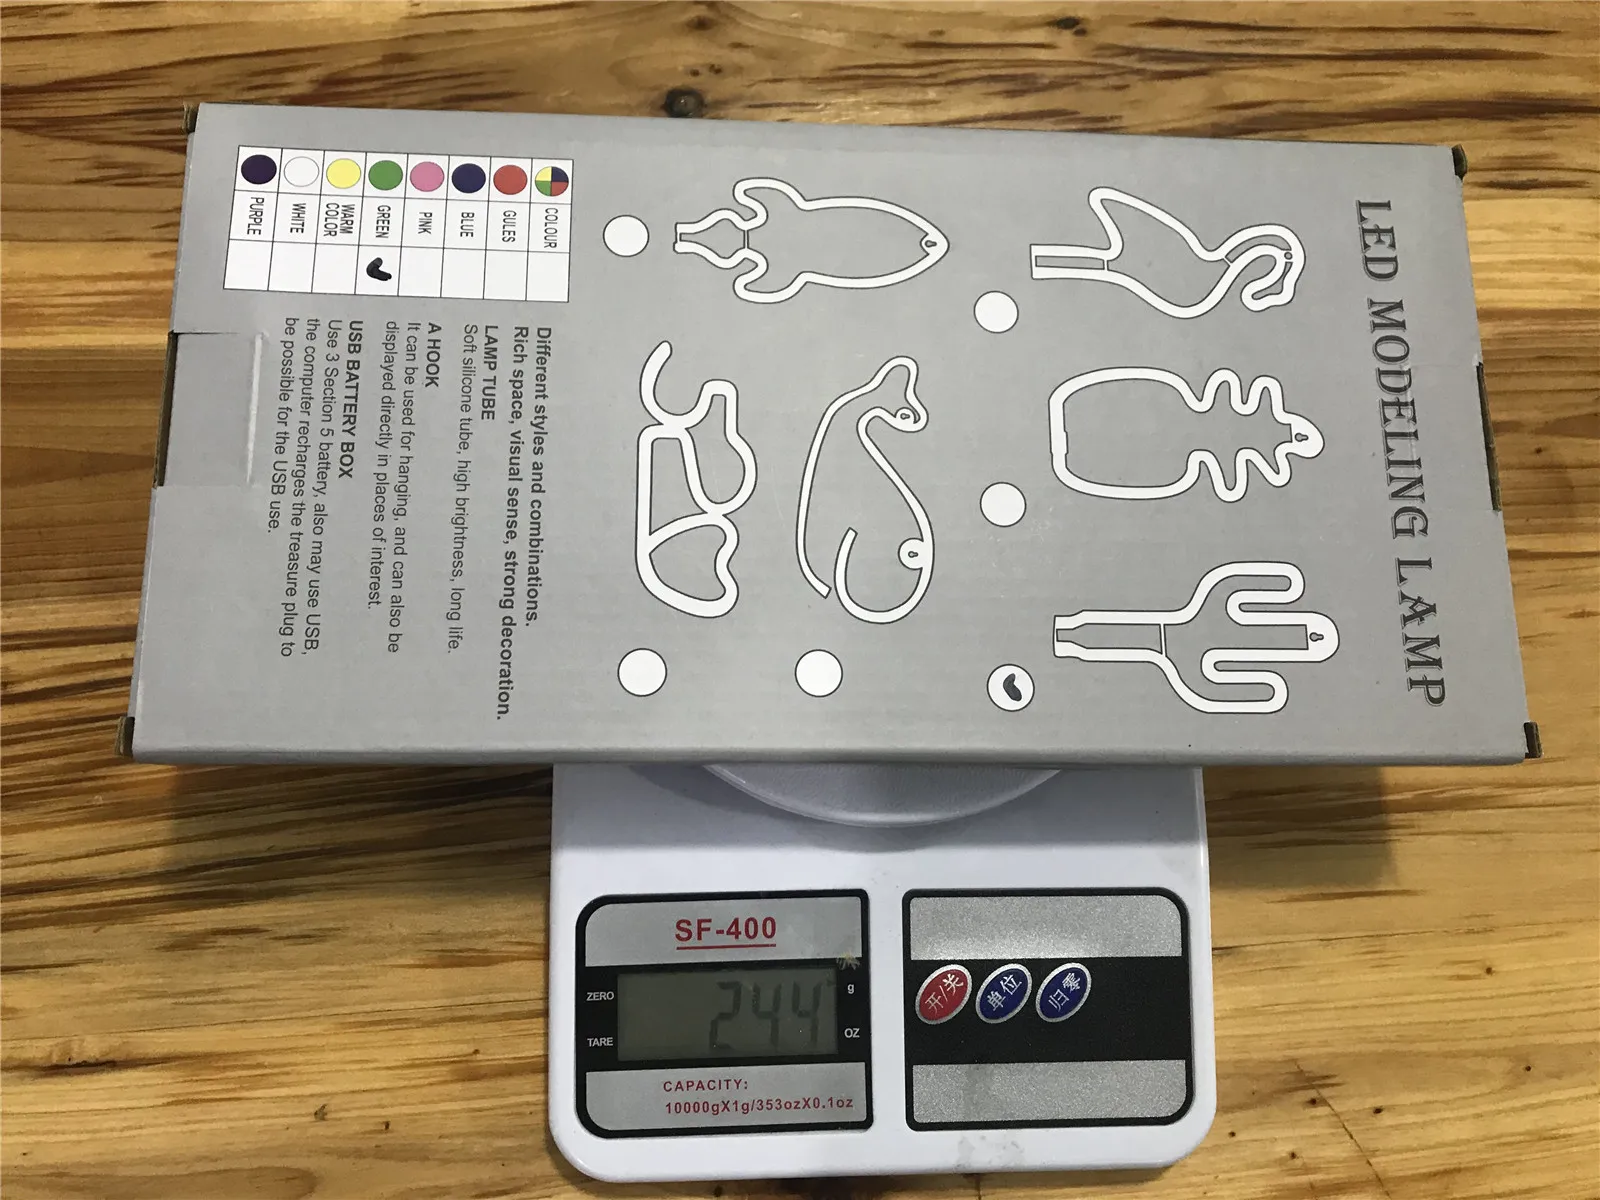 LED MODELING LAMP
COLOUR
GULES
BLUE
PINK
GREEN
WARM
COLOR
WHITE
PURPLE
Different styles and combinations.
Rich space, visual sense, strong decoration.
LAMP TUBE
Soft silicone tube, high brightness, long life.
A HOOK
It can be used for hanging, and can also be
displayed directly in places of interest.
USB BATTERY BOX
Use 3 Section 5 battery, also may use USB,
the computer recharges the treasure plug to
be possible for the USB use.
SF-400
ZERO
TARE
244
g
OZ
开/关
单位
归零
CAPACITY:
10000gX1g/353ozX0.1oz